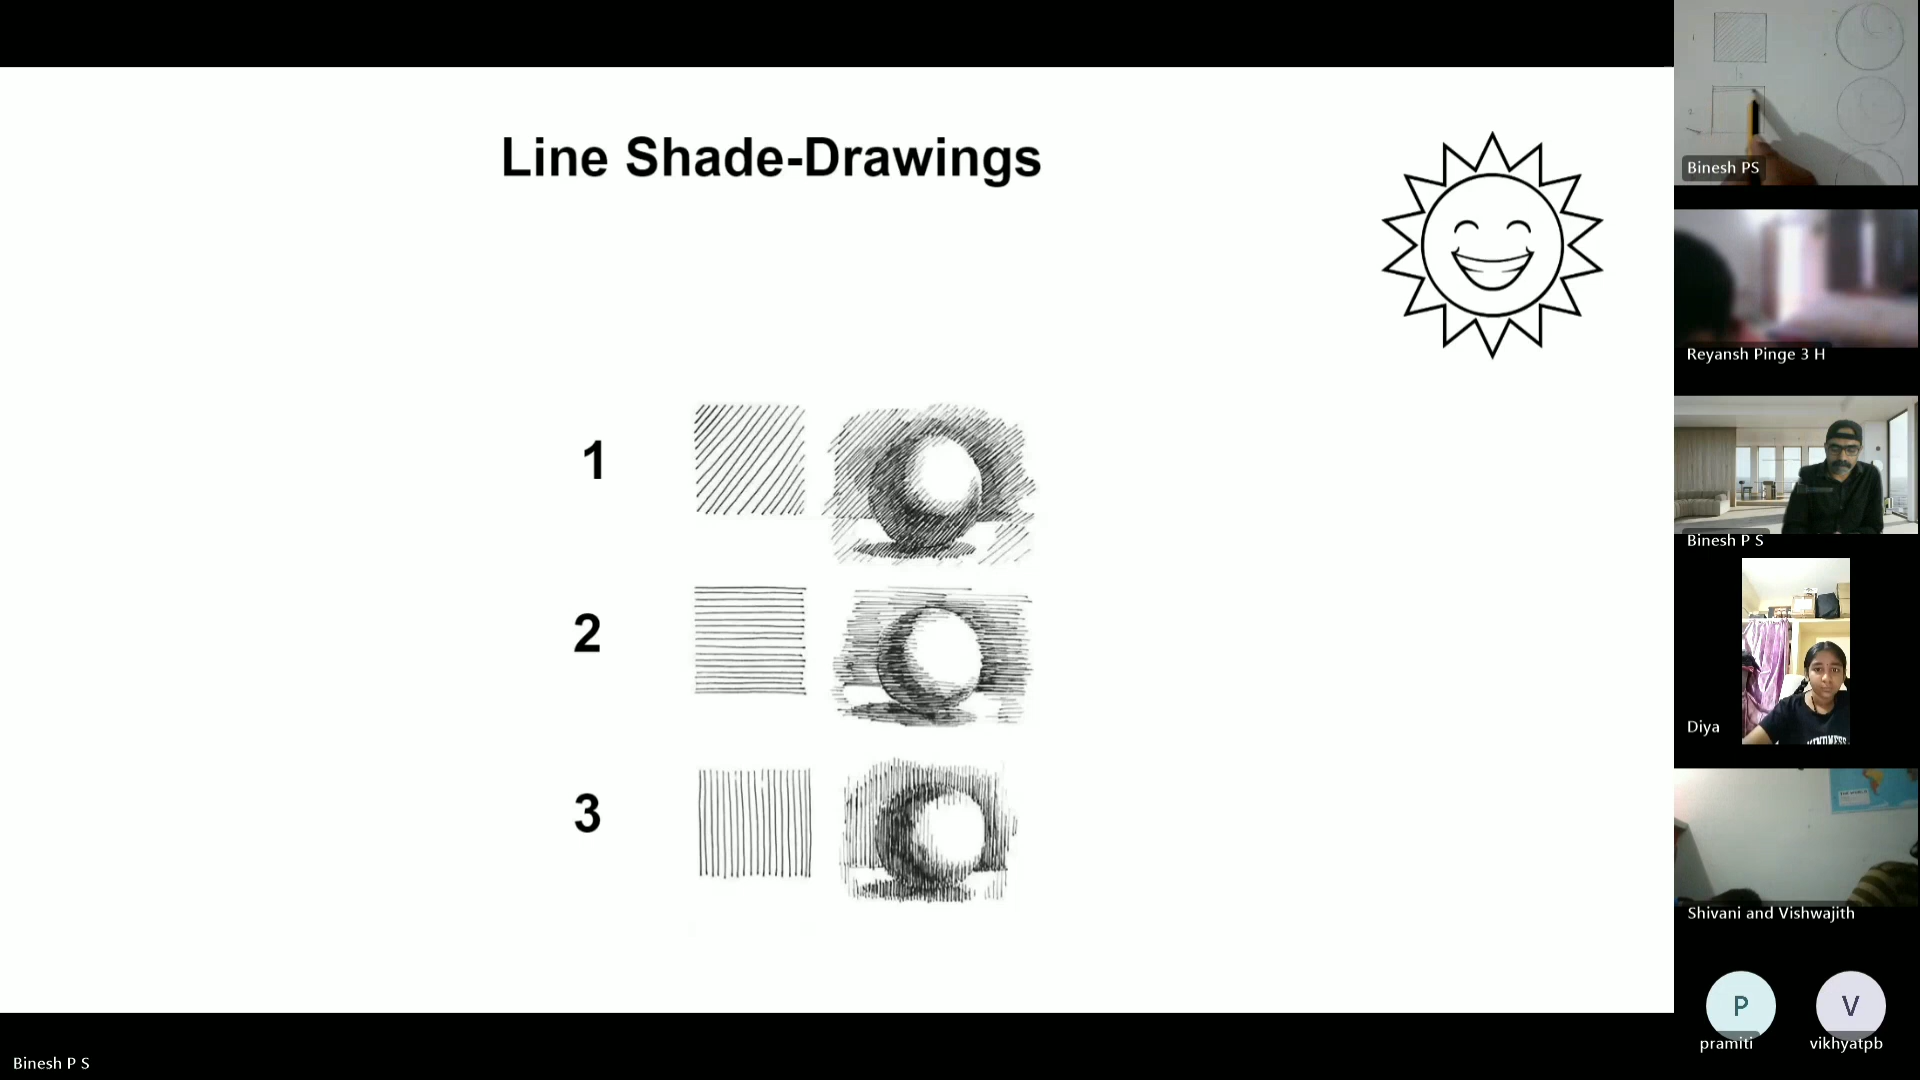 Line Shade-Drawings
1
2
3
Binesh PS
Reyansh Pinge 3 H
Binesh P S
Diya
KINDNESS
Shivani and Vishwajith
P
V
pramiti
vikhyatpb
Binesh P S